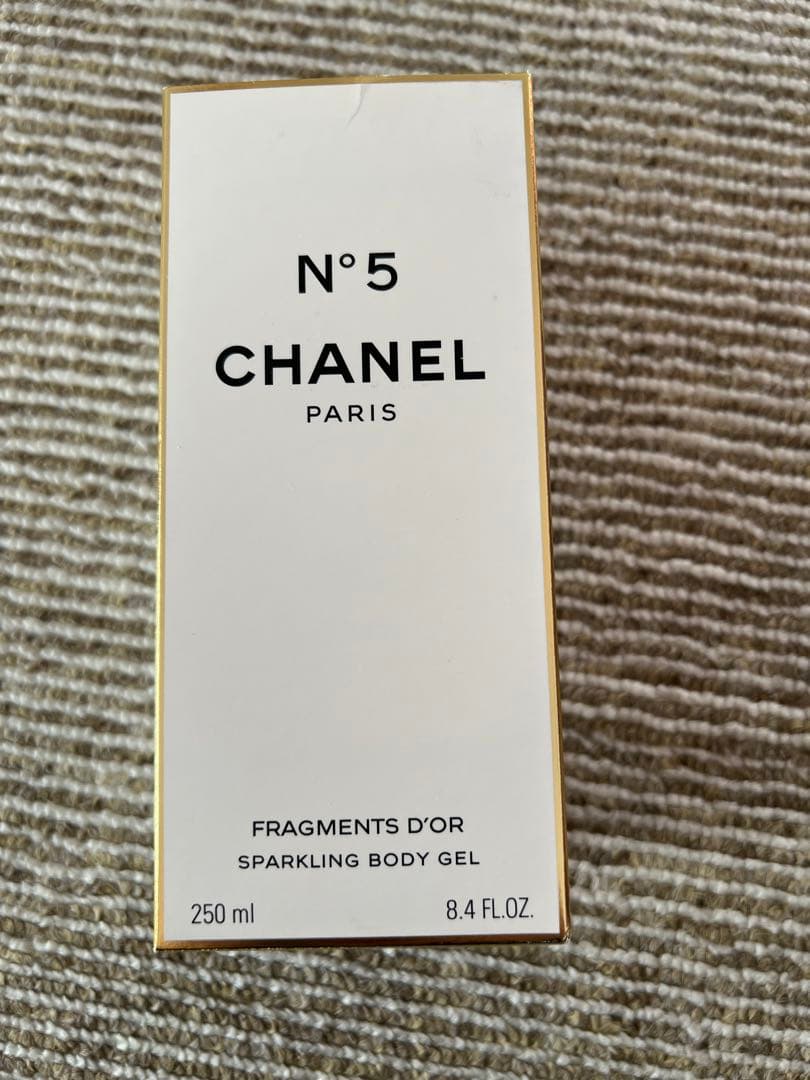 N°5
CHANEL
PARIS
FRAGMENTS D'OR
SPARKLING BODY GEL
250 ml 8.4 FL.OZ.